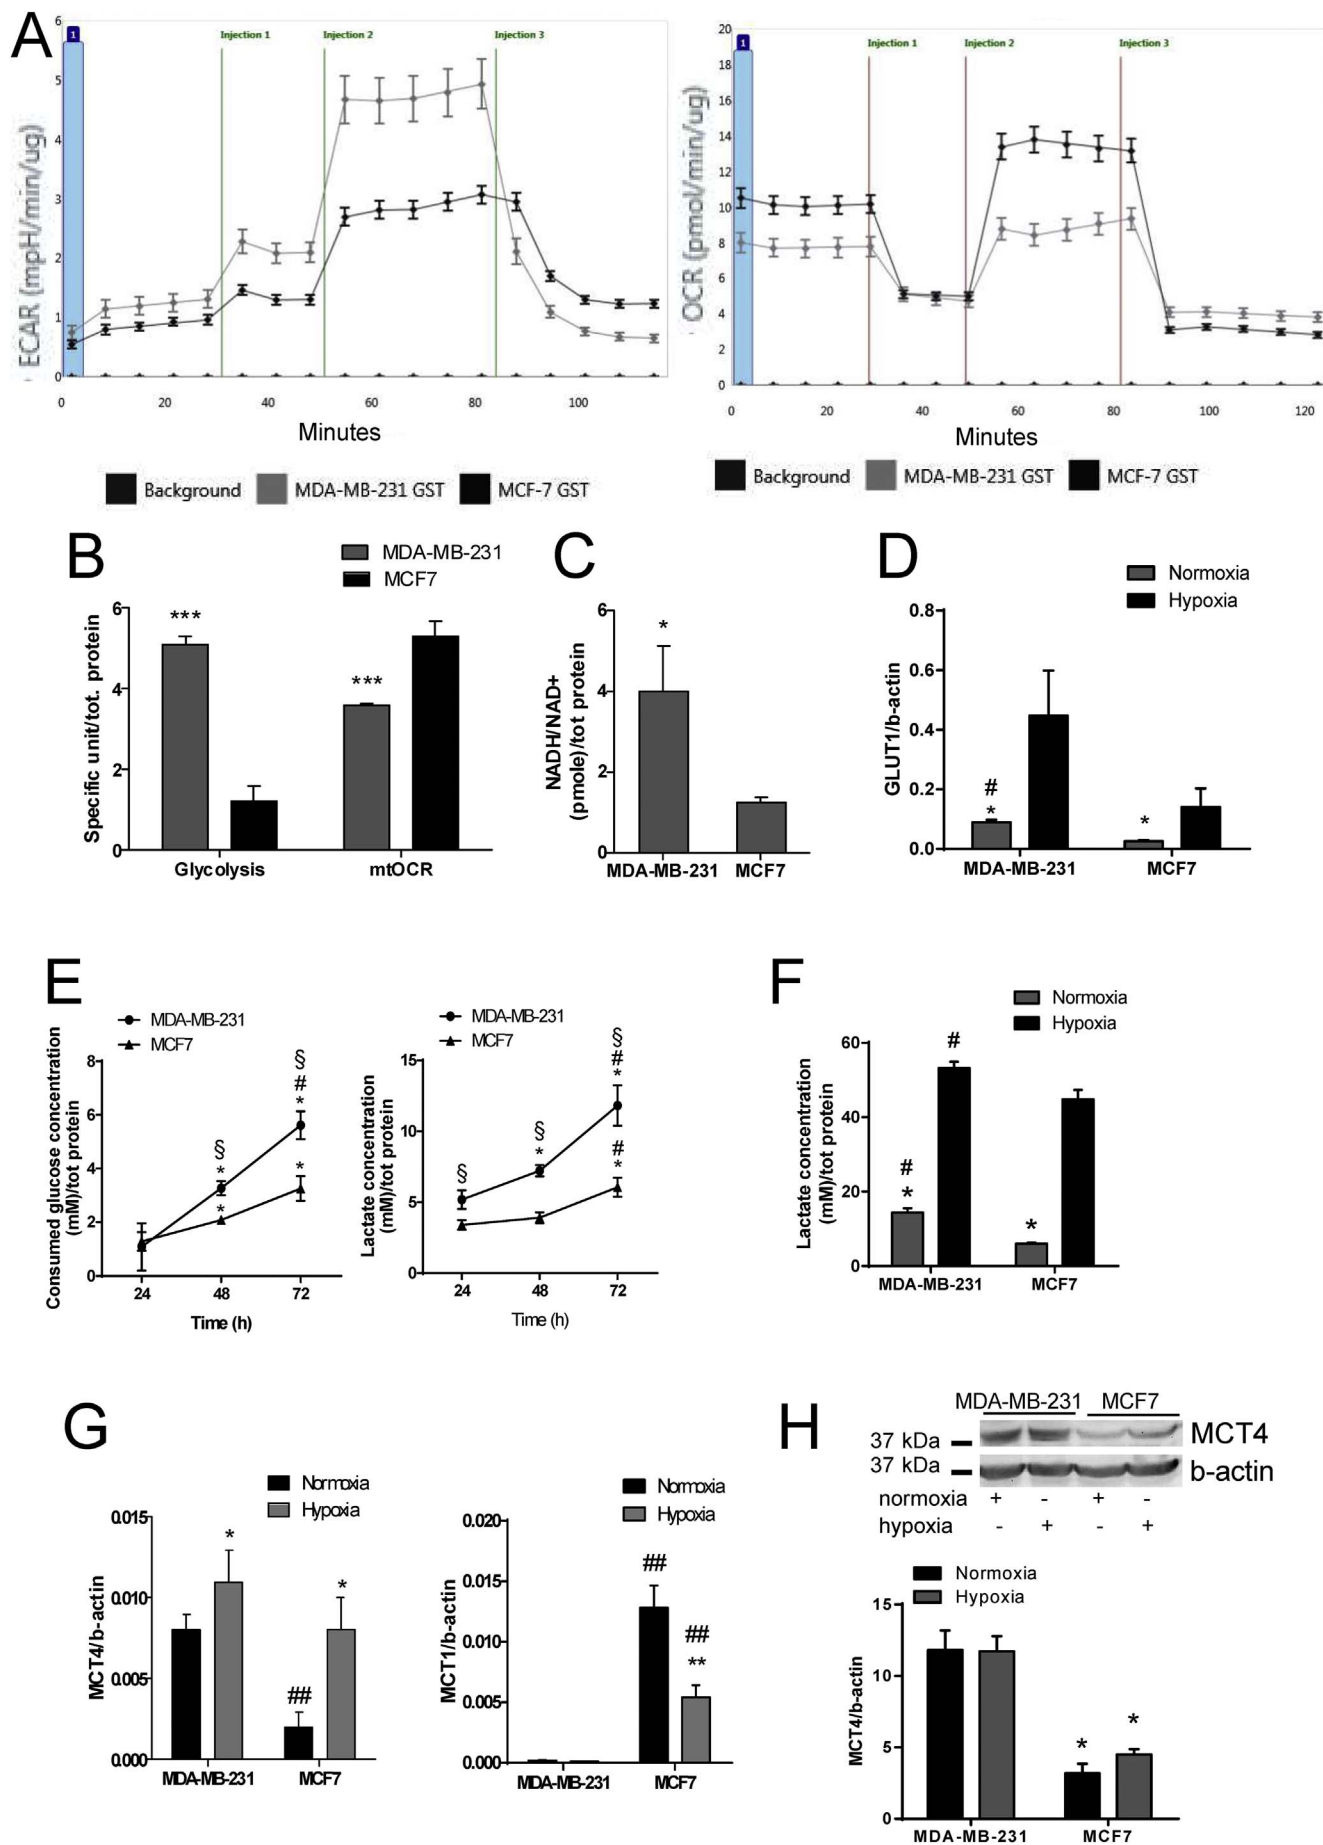 A
ECAR (mpH/min/ug)
6
5
4
3
2
1
0
1
Injection 1
Injection 2
Injection 3
0 20 40 60 80 100
Minutes
Background MDA-MB-231 GST MCF-7 GST
OCR (pmol/min/ug)
20
18
16
14
12
10
8
6
4
2
0
1
Injection 1
Injection 2
Injection 3
0 20 40 60 80 100 120
Minutes
Background MDA-MB-231 GST MCF-7 GST
B
MDA-MB-231
MCF7
Specific unit/tot. protein
6
4
2
0
***
***
Glycolysis mtOCR
C
NADH/NAD+
(pmole)/tot protein
6
4
2
0
*
MDA-MB-231 MCF7
D
Normoxia
Hypoxia
GLUT1/b-actin
0.8
0.6
0.4
0.2
0.0
#
*
*
MDA-MB-231 MCF7
E
MDA-MB-231
MCF7
Consumed glucose concentration
(mM)/tot protein
8
6
4
2
0
§
*
*
§
#
*
*
24 48 72
Time (h)
MDA-MB-231
MCF7
Lactate concentration
(mM)/tot protein
15
10
5
0
§
§
*
§
#
*
#
*
24 48 72
Time (h)
F
Normoxia
Hypoxia
Lactate concentration
(mM)/tot protein
60
40
20
0
#
*
#
*
MDA-MB-231 MCF7
G
Normoxia
Hypoxia
MCT4/b-actin
0.015
0.010
0.005
0.000
*
##
*
MDA-MB-231 MCF7
Normoxia
Hypoxia
MCT1/b-actin
0.020
0.015
0.010
0.005
0.000
##
##
**
MDA-MB-231 MCF7
H
MDA-MB-231 MCF7
37 kDa MCT4
37 kDa b-actin
normoxia + - + -
hypoxia - + - +
Normoxia
Hypoxia
MCT4/b-actin
15
10
5
0
*
*
MDA-MB-231 MCF7